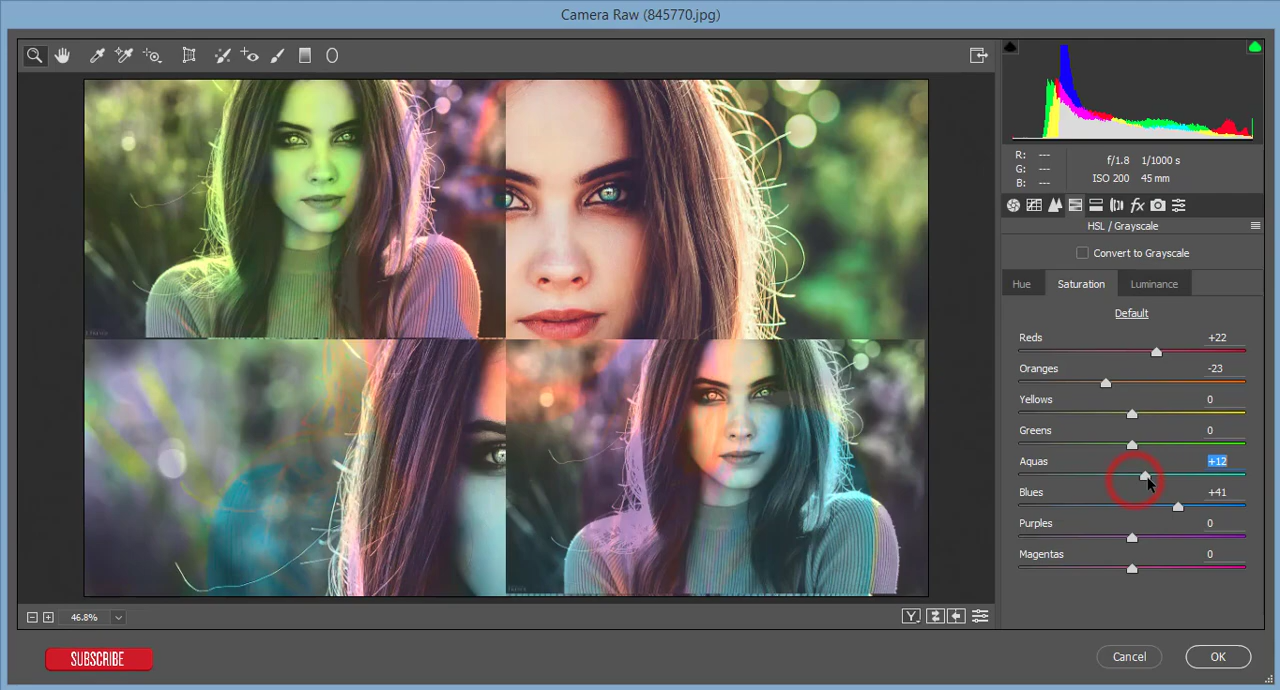 Camera Raw (845770.jpg)
R: ---
G: ---
B: ---
f/1.8 1/1000 s
ISO 200 45 mm
fx
HSL / Grayscale
Convert to Grayscale
Hue Saturation Luminance
Default
Reds +22
Oranges -23
Yellows 0
Greens 0
Aquas +12
Blues +41
Purples 0
Magentas 0
46.8%
Y
SUBSCRIBE
Cancel OK